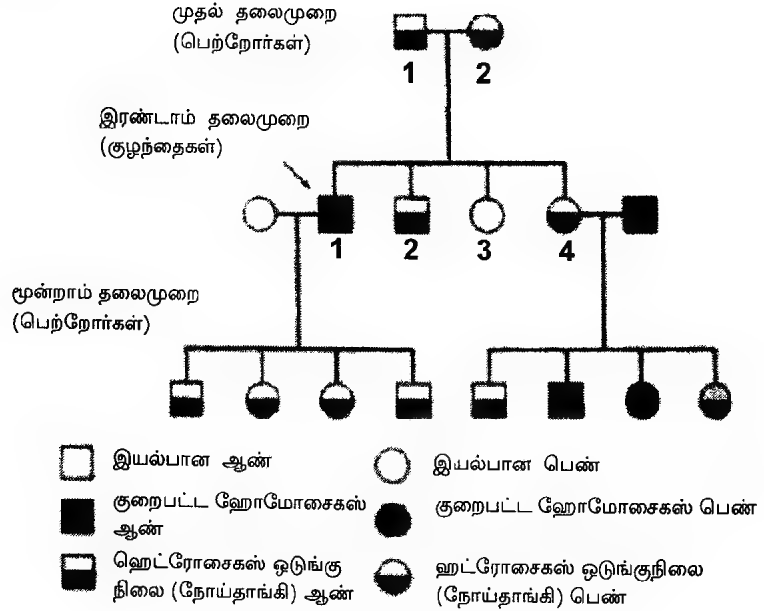 முதல் தலைமுறை
(பெற்றோர்கள்)
1 2
இரண்டாம் தலைமுறை
(குழந்தைகள்)
1 2 3 4
மூன்றாம் தலைமுறை
(பெற்றோர்கள்)
இயல்பான ஆண்
இயல்பான பெண்
குறைபட்ட ஹோமோசைகஸ்
ஆண்
குறைபட்ட ஹோமோசைகஸ் பெண்
ஹெட்ரோசைகஸ் ஒடுங்கு
நிலை (நோய்தாங்கி) ஆண்
ஹட்ரோசைகஸ் ஒடுங்குநிலை
(நோய்தாங்கி) பெண்